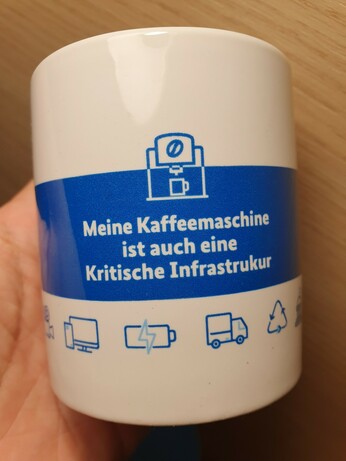 Meine Kaffeemaschine
ist auch eine
Kritische Infrastrukur